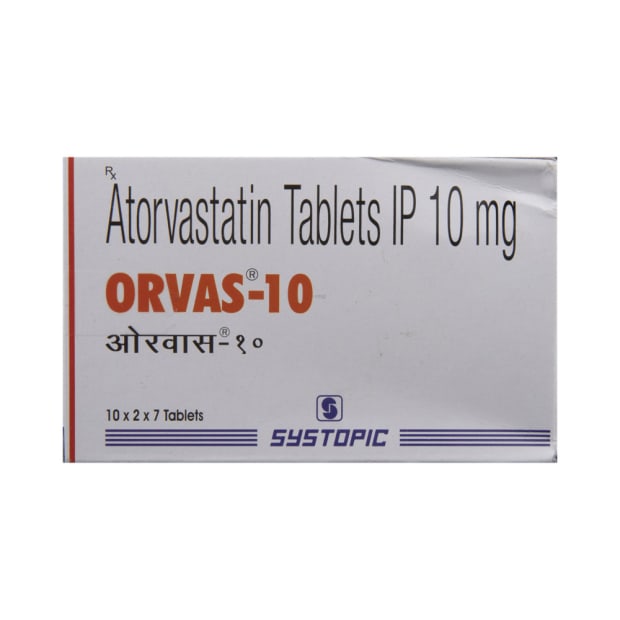 Rx
Atorvastatin Tablets IP 10 mg
ORVAS®-10
ओरवास®-१०
10 x 2 x 7 Tablets
S
SYSTOPIC